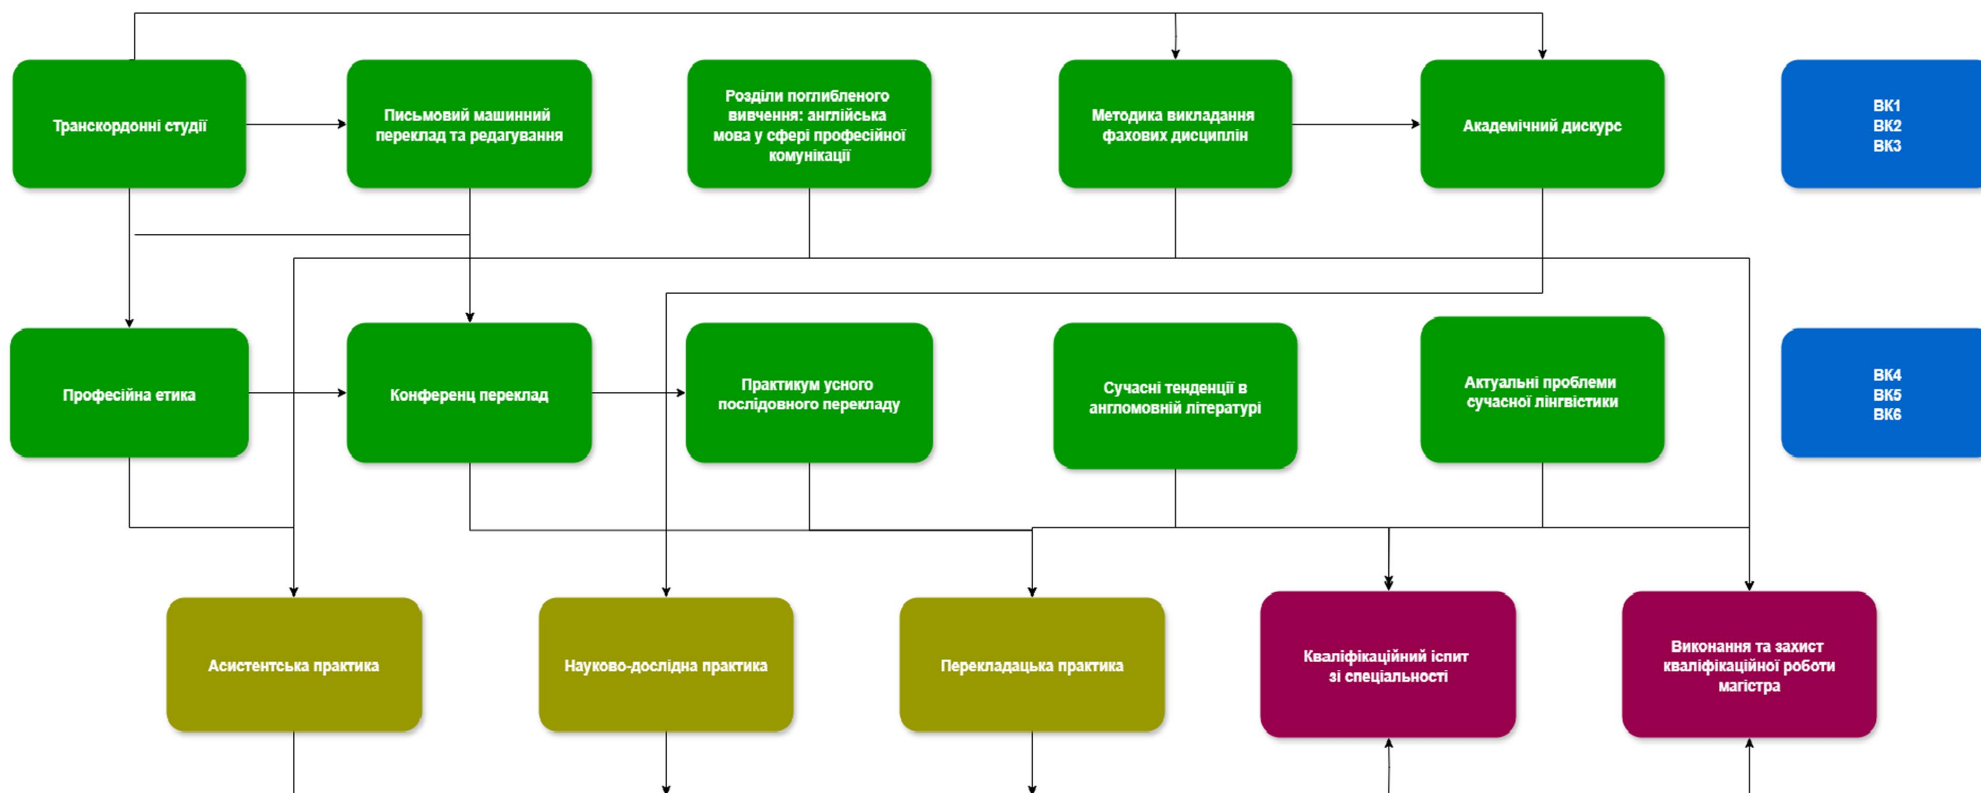 Транскордонні студії
Письмовий машинний
переклад та редагування
Розділи поглибленого
вивчення: англійська
мова у сфері професійної
комунікації
Методика викладання
фахових дисциплін
Академічний дискурс
ВК1
ВК2
ВК3
Професійна етика
Конференц переклад
Практикум усного
послідовного перекладу
Сучасні тенденції в
англомовній літературі
Актуальні проблеми
сучасної лінгвістики
ВК4
ВК5
ВК6
Асистентська практика
Науково-дослідна практика
Перекладацька практика
Кваліфікаційний іспит
зі спеціальності
Виконання та захист
кваліфікаційної роботи
магістра